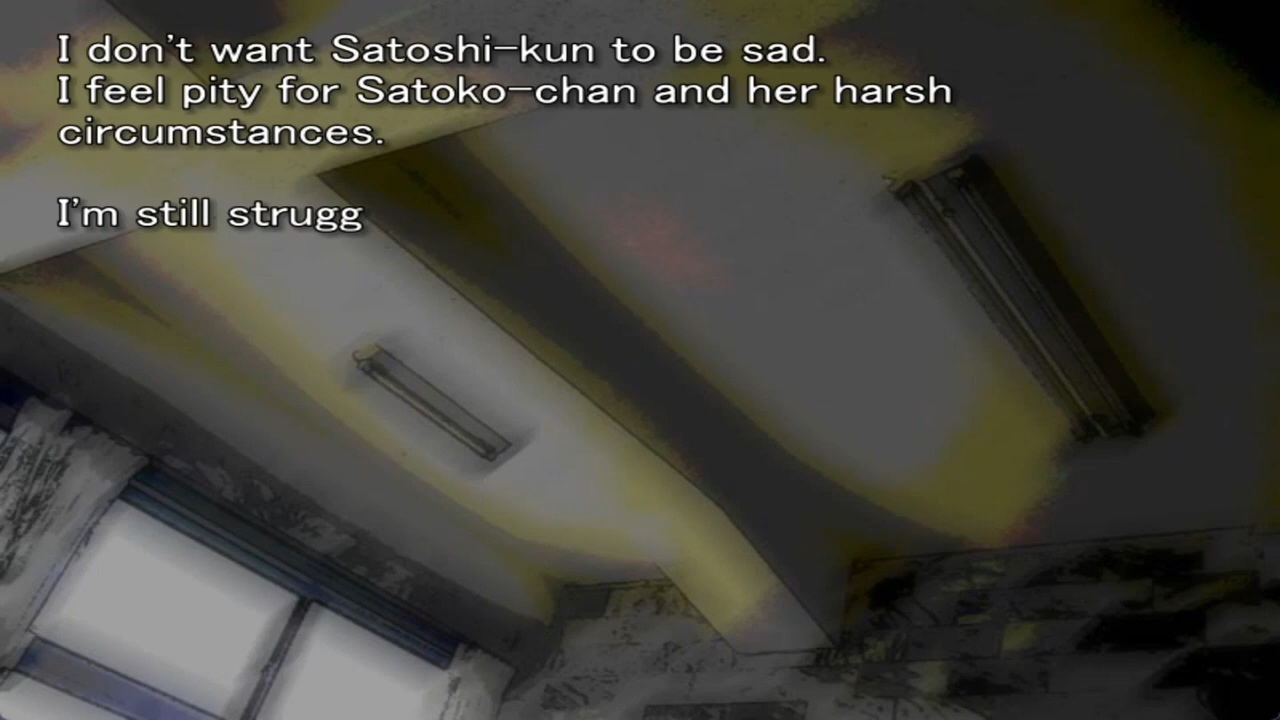 I don't want Satoshi-kun to be sad.
I feel pity for Satoko-chan and her harsh
circumstances.
I'm still strugg